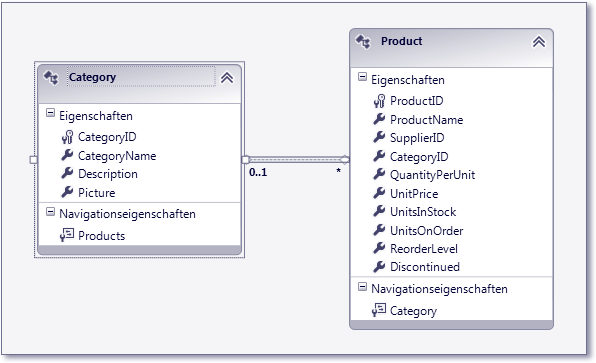 Category
Eigenschaften
CategoryID
CategoryName
Description
Picture
Navigationseigenschaften
Products
0..1
*
Product
Eigenschaften
ProductID
ProductName
SupplierID
CategoryID
QuantityPerUnit
UnitPrice
UnitsInStock
UnitsOnOrder
ReorderLevel
Discontinued
Navigationseigenschaften
Category